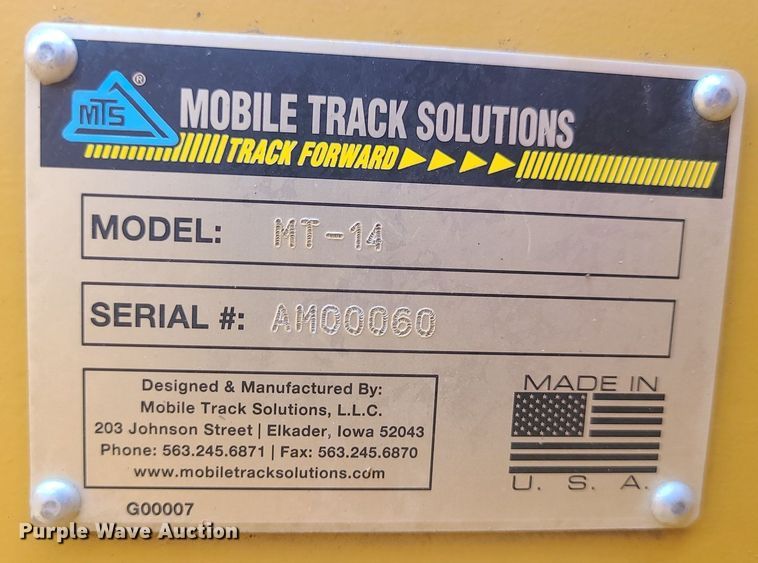 MTS ®
MOBILE TRACK SOLUTIONS
TRACK FORWARD
MODEL: MT-14
SERIAL #: AM00060
Designed & Manufactured By:
Mobile Track Solutions, L.L.C.
203 Johnson Street | Elkader, Iowa 52043
Phone: 563.245.6871 | Fax: 563.245.6870
www.mobiletracksolutions.com
MADE IN
U. S. A.
G00007
Purple Wave Auction